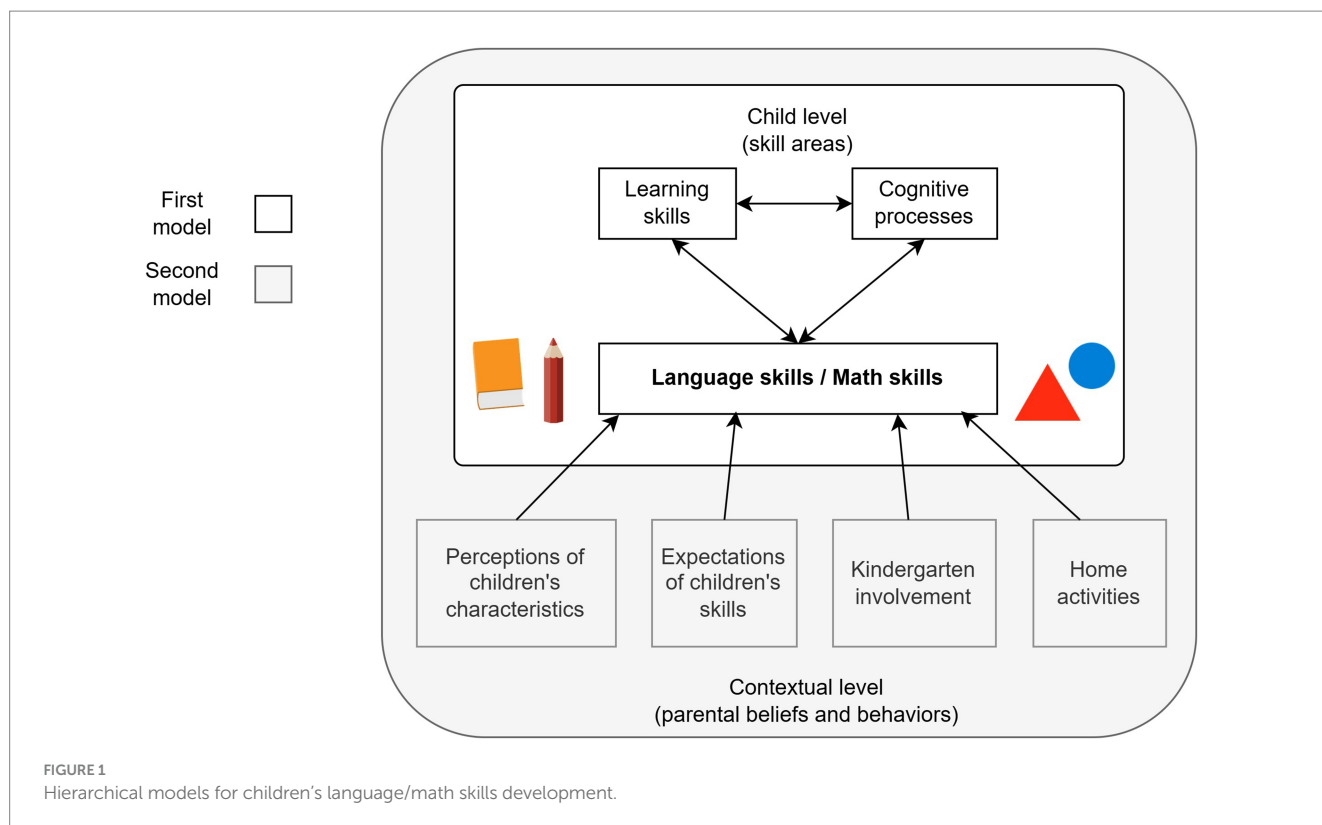 Child level
(skill areas)
Learning
skills
Cognitive
processes
First
model
Second
model
Language skills / Math skills
Perceptions of
children's
characteristics
Expectations
of children's
skills
Kindergarten
involvement
Home
activities
Contextual level
(parental beliefs and behaviors)
FIGURE 1
Hierarchical models for children’s language/math skills development.